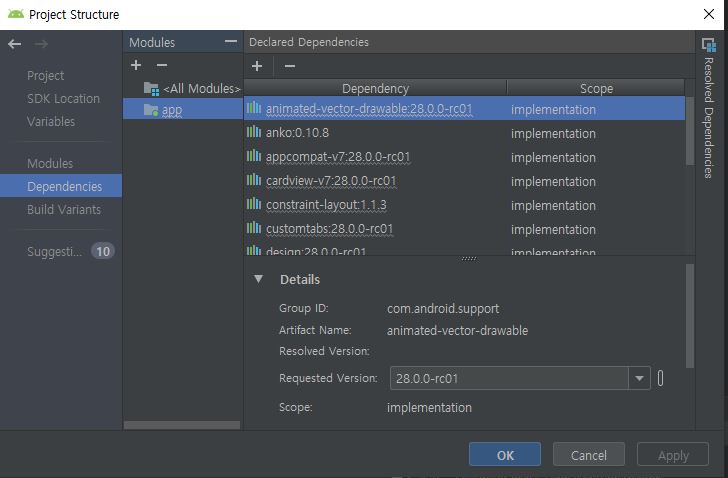 Project Structure
Modules
Declared Dependencies
Project
SDK Location
Variables
Modules
Dependencies
Build Variants
Suggesti... 10
<All Modules>
app
Dependency Scope
animated-vector-drawable:28.0.0-rc01 implementation
anko:0.10.8 implementation
appcompat-v7:28.0.0-rc01 implementation
cardview-v7:28.0.0-rc01 implementation
constraint-layout:1.1.3 implementation
customtabs:28.0.0-rc01 implementation
design:28.0.0-rc01 implementation
Details
Group ID: com.android.support
Artifact Name: animated-vector-drawable
Resolved Version:
Requested Version: 28.0.0-rc01
Scope: implementation
Resolved Dependencies
OK Cancel Apply